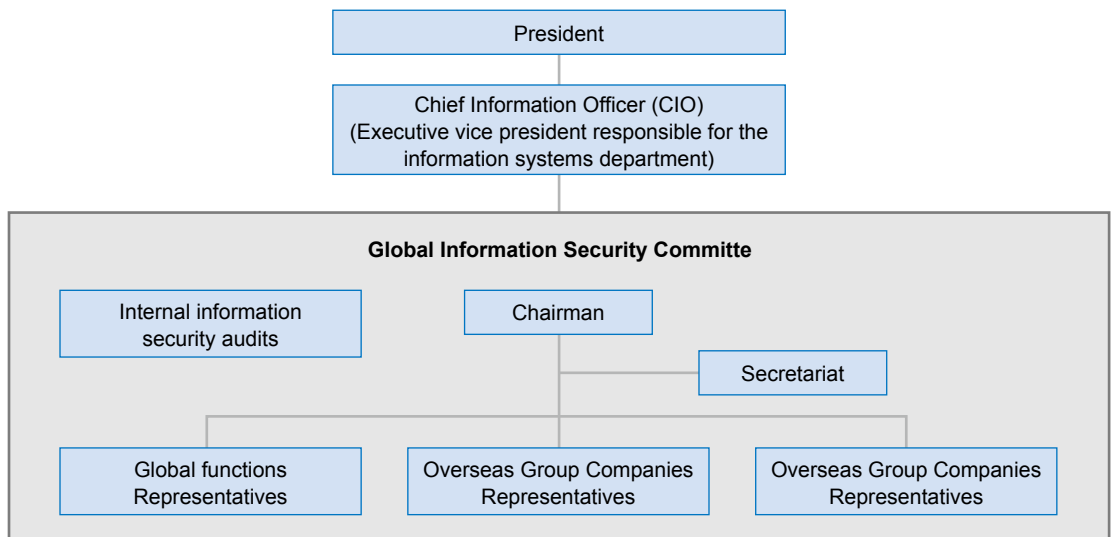 President
Chief Information Officer (CIO)
(Executive vice president responsible for the
information systems department)
Global Information Security Committe
Internal information
security audits
Chairman
Secretariat
Global functions
Representatives
Overseas Group Companies
Representatives
Overseas Group Companies
Representatives